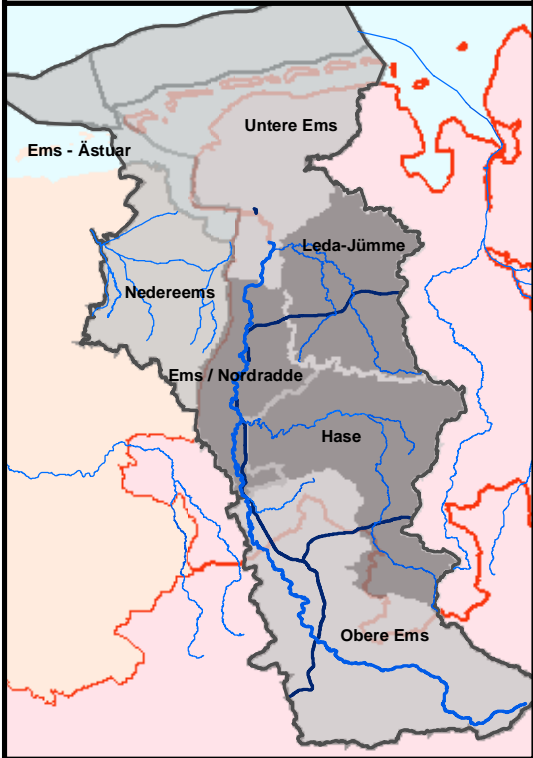 Untere Ems
Ems - Ästuar
Leda-Jümme
Nedereems
Ems / Nordradde
Hase
Obere Ems